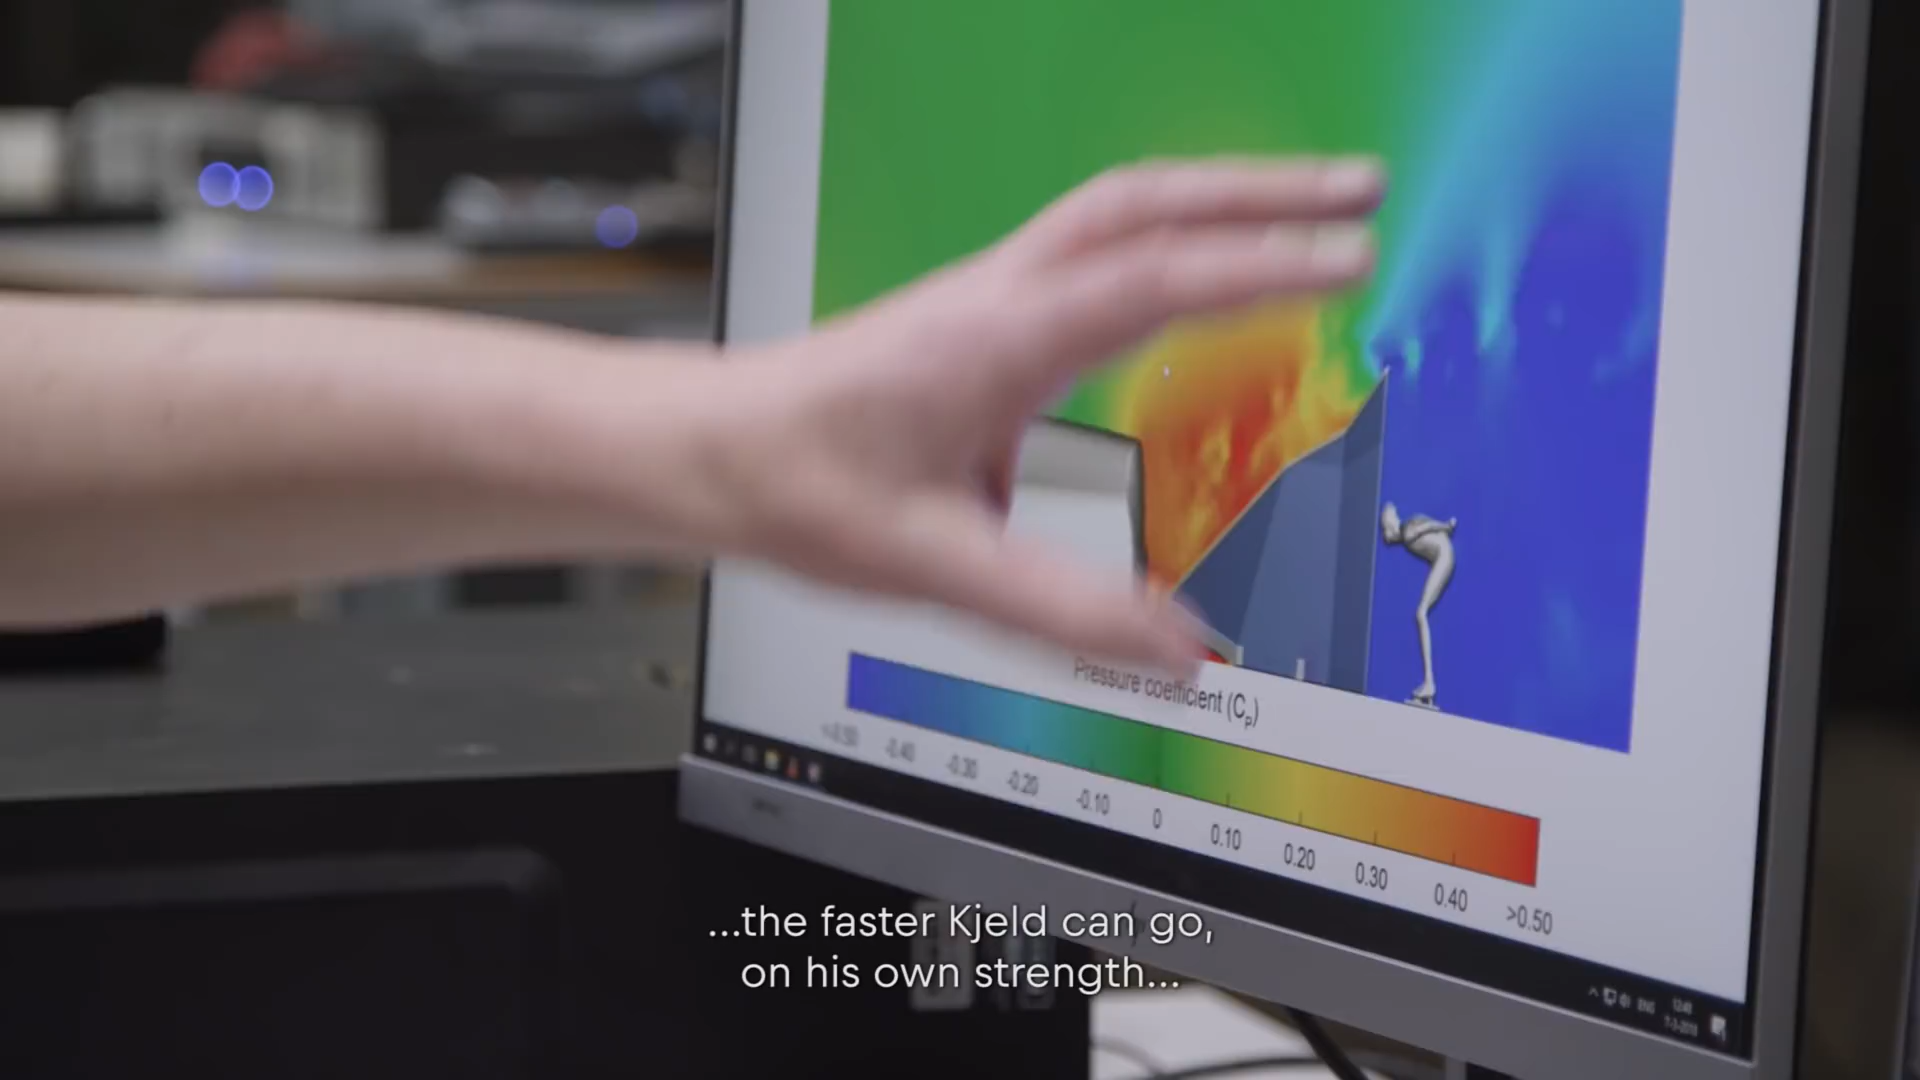 Pressure coefficient (Cp)
<-0.50 -0.40 -0.30 -0.20 -0.10 0 0.10 0.20 0.30 0.40 >0.50
...the faster Kjeld can go,
on his own strength...
ENG